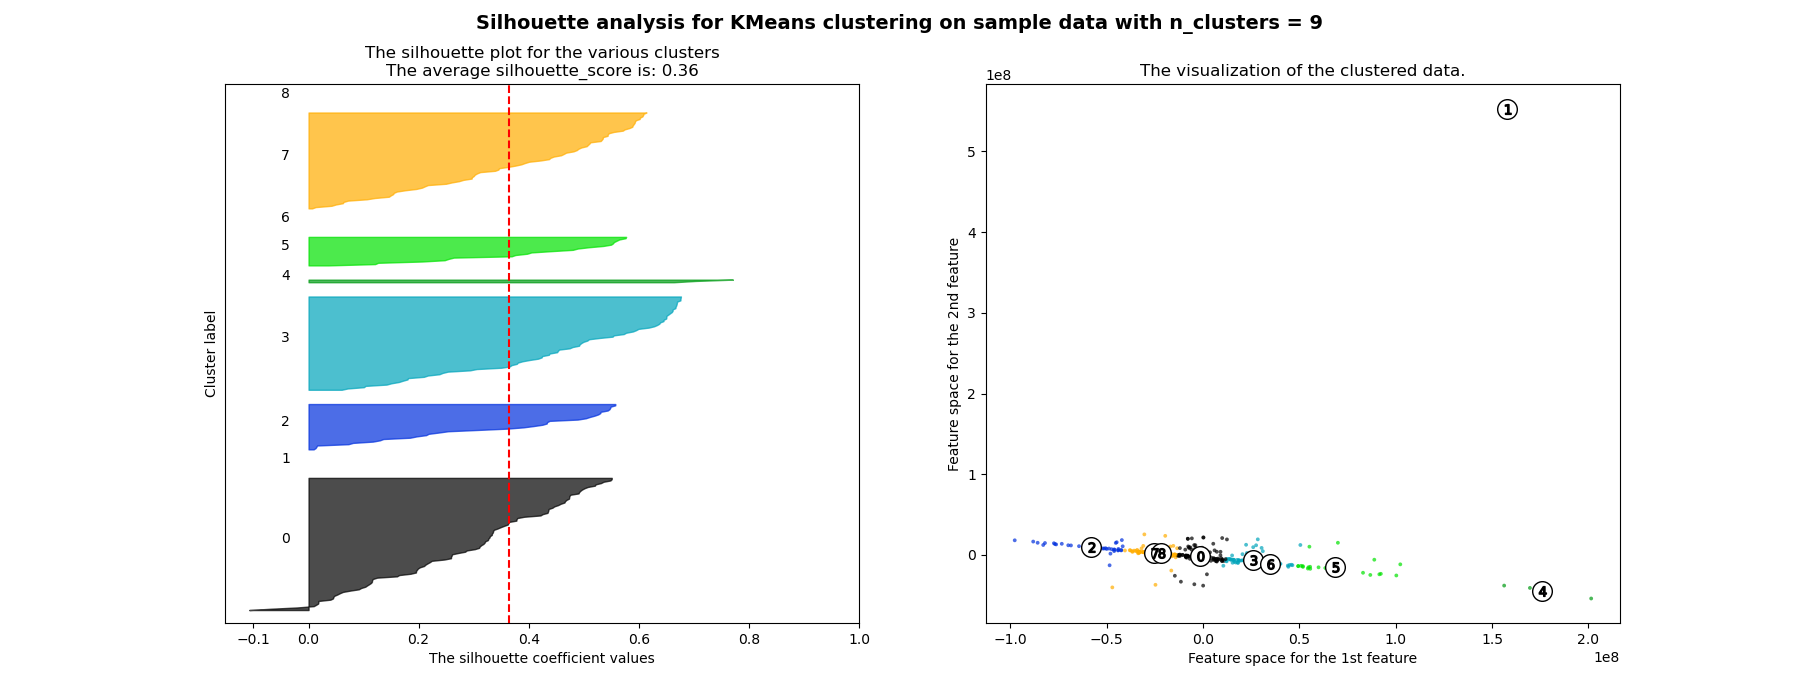 Silhouette analysis for KMeans clustering on sample data with n_clusters = 9
The silhouette plot for the various clusters
The average silhouette_score is: 0.36
8
7
6
5
4
3
2
1
0
Cluster label
−0.1 0.0 0.2 0.4 0.6 0.8 1.0
The silhouette coefficient values
The visualization of the clustered data.
1e8
1
5
4
3
2
1
0
Feature space for the 2nd feature
2 7 8 0 3 6 5 4
−1.0 −0.5 0.0 0.5 1.0 1.5 2.0
1e8
Feature space for the 1st feature